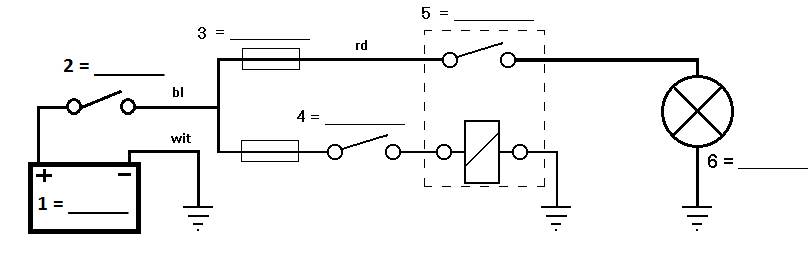 5 = ________
3 = ________
rd
2 = ________
bl
4 = ________
wit
+ −
1 = ________
6 = ________